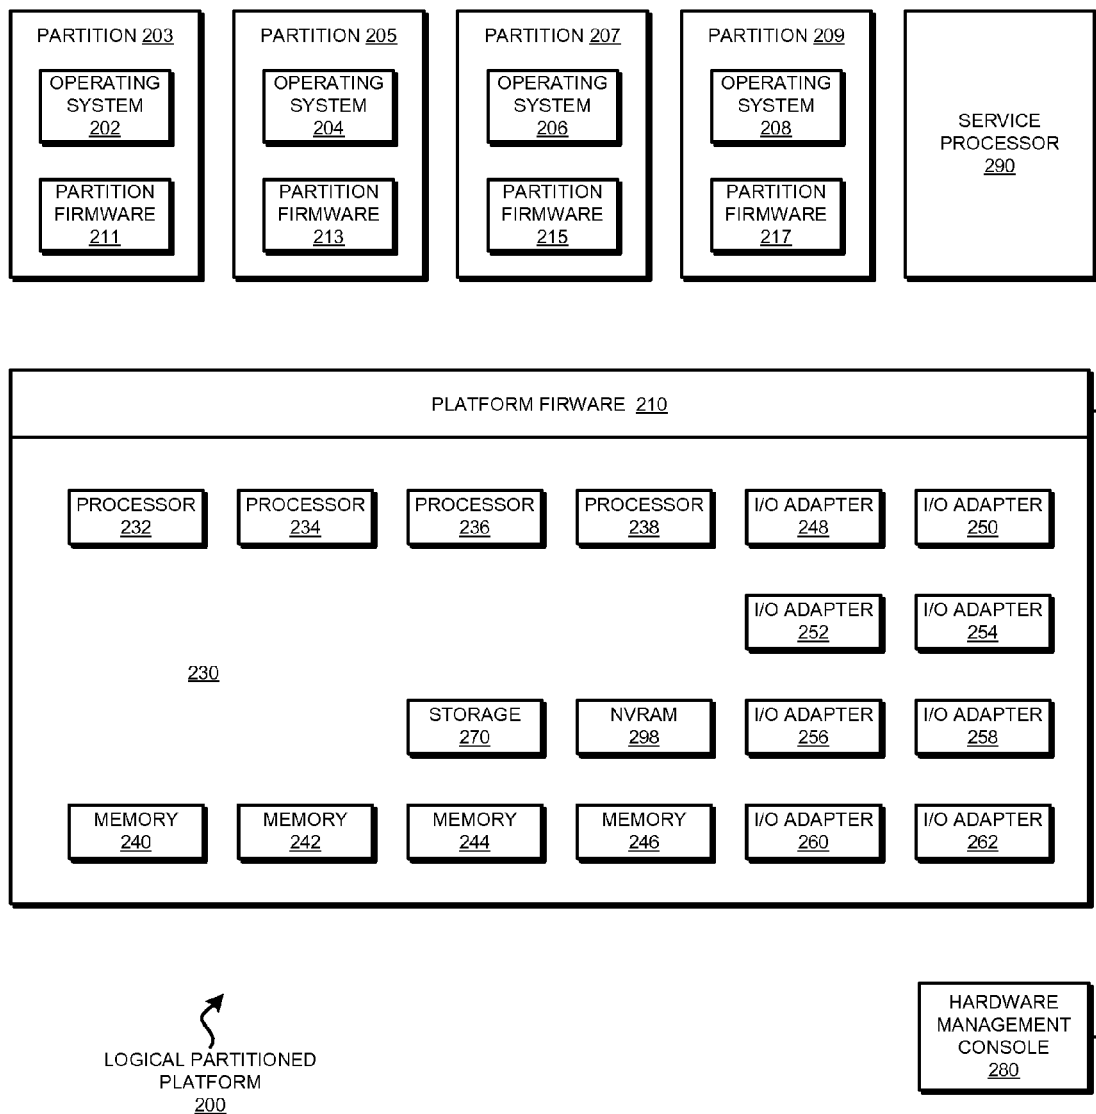 PARTITION 203
OPERATING
SYSTEM
202
PARTITION
FIRMWARE
211
PARTITION 205
OPERATING
SYSTEM
204
PARTITION
FIRMWARE
213
PARTITION 207
OPERATING
SYSTEM
206
PARTITION
FIRMWARE
215
PARTITION 209
OPERATING
SYSTEM
208
PARTITION
FIRMWARE
217
SERVICE
PROCESSOR
290
PLATFORM FIRWARE 210
PROCESSOR
232
PROCESSOR
234
PROCESSOR
236
PROCESSOR
238
I/O ADAPTER
248
I/O ADAPTER
250
I/O ADAPTER
252
I/O ADAPTER
254
230
STORAGE
270
NVRAM
298
I/O ADAPTER
256
I/O ADAPTER
258
MEMORY
240
MEMORY
242
MEMORY
244
MEMORY
246
I/O ADAPTER
260
I/O ADAPTER
262
LOGICAL PARTITIONED
PLATFORM
200
HARDWARE
MANAGEMENT
CONSOLE
280